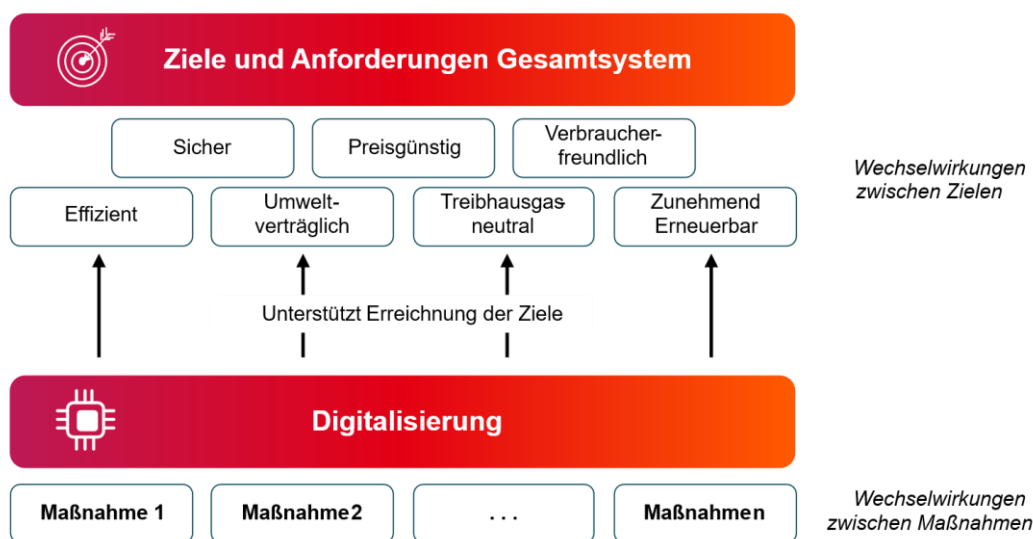 Ziele und Anforderungen Gesamtsystem
Sicher
Preisgünstig
Verbraucher-
freundlich
Wechselwirkungen
zwischen Zielen
Effizient
Umwelt-
verträglich
Treibhausgas-
neutral
Zunehmend
Erneuerbar
Unterstützt Erreichnung der Ziele
Digitalisierung
Maßnahme 1
Maßnahme2
. . .
Maßnahmen
Wechselwirkungen
zwischen Maßnahmen